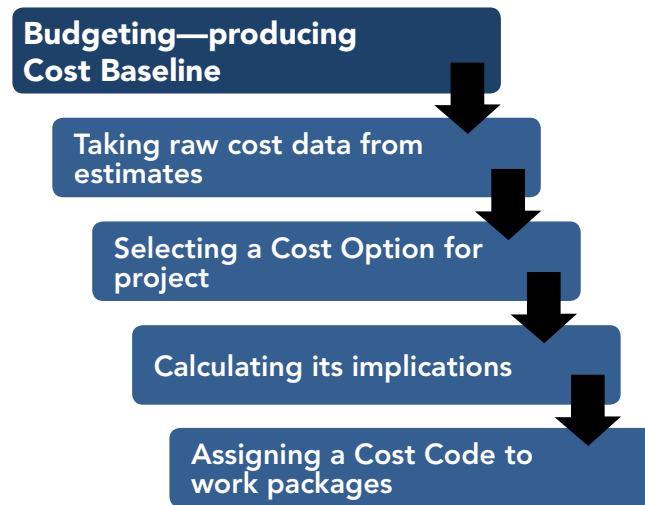 Budgeting—producing
Cost Baseline
Taking raw cost data from
estimates
Selecting a Cost Option for
project
Calculating its implications
Assigning a Cost Code to
work packages